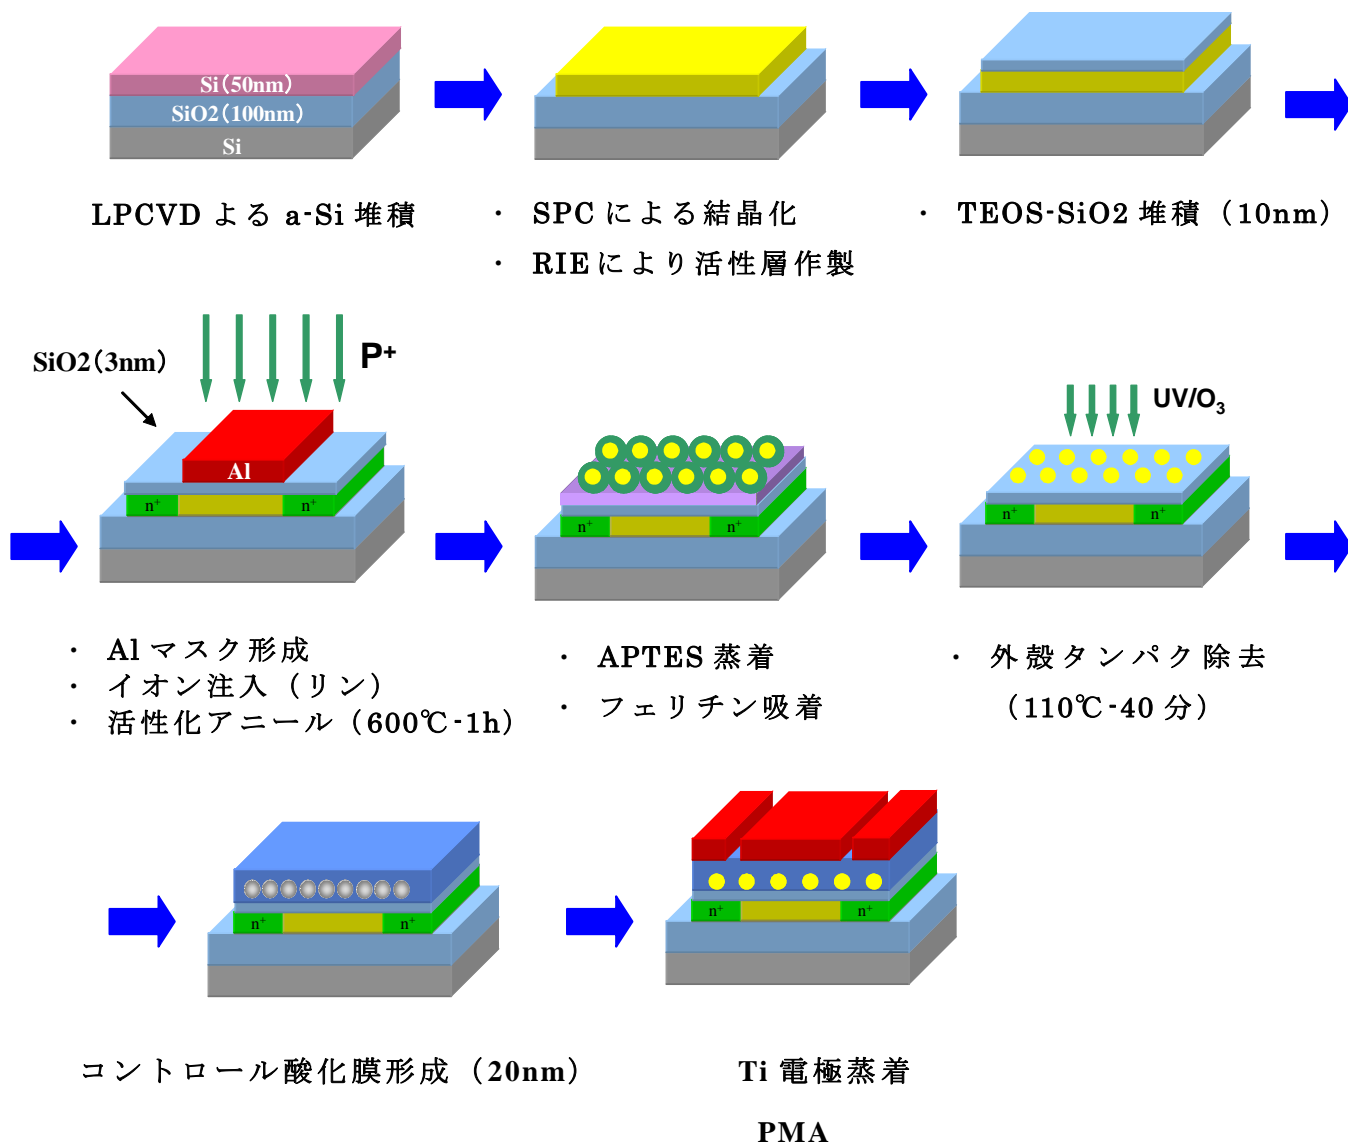 Si（50nm）
SiO2（100nm）
Si
LPCVD よる a-Si 堆積
・ SPC による結晶化
・ RIE により活性層作製
・ TEOS-SiO2 堆積（10nm）
SiO2（3nm）
P+
Al
n+ n+
・ Al マスク形成
・ イオン注入（リン）
・ 活性化アニール（600℃-1h）
n+ n+
・ APTES 蒸着
・ フェリチン吸着
UV/O3
n+ n+
・ 外殻タンパク除去
（110℃-40 分）
n+ n+
コントロール酸化膜形成（20nm）
n+ n+
Ti 電極蒸着
PMA